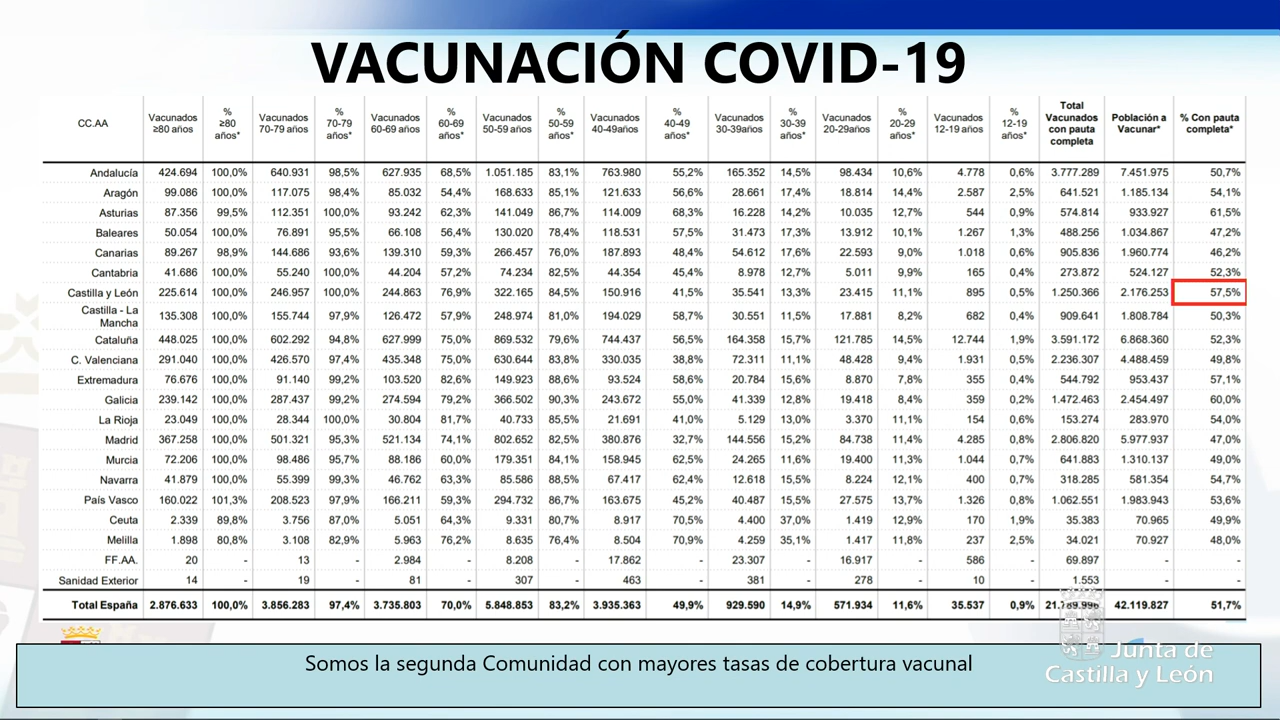 VACUNACIÓN COVID-19
CC.AA Vacunados ≥80 años % ≥80 años* Vacunados 70-79 años % 70-79 años* Vacunados 60-69 años % 60-69 años* Vacunados 50-59 años % 50-59 años* Vacunados 40-49años % 40-49 años* Vacunados 30-39años % 30-39 años* Vacunados 20-29años % 20-29 años* Vacunados 12-19 años % 12-19 años* Total Vacunados con pauta completa Población a Vacunar* % Con pauta completa*
Andalucía 424.694 100,0% 640.931 98,5% 627.935 68,5% 1.051.185 83,1% 763.980 55,2% 165.352 14,5% 98.434 10,6% 4.778 0,6% 3.777.289 7.451.975 50,7%
Aragón 99.086 100,0% 117.075 98,4% 85.032 54,4% 168.633 85,1% 121.633 56,6% 28.661 17,4% 18.814 14,4% 2.587 2,5% 641.521 1.185.134 54,1%
Asturias 87.356 99,5% 112.351 100,0% 93.242 62,3% 141.049 86,7% 114.009 68,3% 16.228 14,2% 10.035 12,7% 544 0,9% 574.814 933.927 61,5%
Baleares 50.054 100,0% 76.891 95,5% 66.108 56,4% 130.020 78,4% 118.531 57,5% 31.473 17,3% 13.912 10,1% 1.267 1,3% 488.256 1.034.867 47,2%
Canarias 89.267 98,9% 144.686 93,6% 139.310 59,3% 266.457 76,0% 187.893 48,4% 54.612 17,6% 22.593 9,0% 1.018 0,6% 905.836 1.960.774 46,2%
Cantabria 41.686 100,0% 55.240 100,0% 44.204 57,2% 74.234 82,5% 44.354 45,4% 8.978 12,7% 5.011 9,9% 165 0,4% 273.872 524.127 52,3%
Castilla y León 225.614 100,0% 246.957 100,0% 244.863 76,9% 322.165 84,5% 150.916 41,5% 35.541 13,3% 23.415 11,1% 895 0,5% 1.250.366 2.176.253 57,5%
Castilla - La Mancha 135.308 100,0% 155.744 97,9% 126.472 57,9% 248.974 81,0% 194.029 58,7% 30.551 11,5% 17.881 8,2% 682 0,4% 909.641 1.808.784 50,3%
Cataluña 448.025 100,0% 602.292 94,8% 627.999 75,0% 869.532 79,6% 744.437 56,5% 164.358 15,7% 121.785 14,5% 12.744 1,9% 3.591.172 6.868.360 52,3%
C. Valenciana 291.040 100,0% 426.570 97,4% 435.348 75,0% 630.644 83,8% 330.035 38,8% 72.311 11,1% 48.428 9,4% 1.931 0,5% 2.236.307 4.488.459 49,8%
Extremadura 76.676 100,0% 91.140 99,2% 103.520 82,6% 149.923 88,6% 93.524 58,6% 20.784 15,6% 8.870 7,8% 355 0,4% 544.792 953.437 57,1%
Galicia 239.142 100,0% 287.437 99,2% 274.594 79,2% 366.502 90,3% 243.672 55,0% 41.339 12,8% 19.418 8,4% 359 0,2% 1.472.463 2.454.497 60,0%
La Rioja 23.049 100,0% 28.344 100,0% 30.804 81,7% 40.733 85,5% 21.691 41,0% 5.129 13,0% 3.370 11,1% 154 0,6% 153.274 283.970 54,0%
Madrid 367.258 100,0% 501.321 95,3% 521.134 74,1% 802.652 82,5% 380.876 32,7% 144.556 15,2% 84.738 11,4% 4.285 0,8% 2.806.820 5.977.937 47,0%
Murcia 72.206 100,0% 98.486 95,7% 88.186 60,0% 179.351 84,1% 158.945 62,5% 24.265 11,6% 19.400 11,3% 1.044 0,7% 641.883 1.310.137 49,0%
Navarra 41.879 100,0% 55.399 99,3% 46.762 63,3% 85.586 88,5% 67.417 62,4% 12.618 15,5% 8.224 12,1% 400 0,7% 318.285 581.354 54,7%
País Vasco 160.022 101,3% 208.523 97,9% 166.211 59,3% 294.732 86,7% 163.675 45,2% 40.487 15,5% 27.575 13,7% 1.326 0,8% 1.062.551 1.983.943 53,6%
Ceuta 2.339 89,8% 3.756 87,0% 5.051 64,3% 9.331 80,7% 8.917 70,5% 4.400 37,0% 1.419 12,9% 170 1,9% 35.383 70.965 49,9%
Melilla 1.898 80,8% 3.108 82,9% 5.963 76,2% 8.635 76,4% 8.504 70,9% 4.259 35,1% 1.417 11,8% 237 2,5% 34.021 70.927 48,0%
FF.AA. 20 - 13 - 2.984 - 8.208 - 17.862 - 23.307 - 16.917 - 586 - 69.897 - -
Sanidad Exterior 14 - 19 - 81 - 307 - 463 - 381 - 278 - 10 - 1.553 - -
Total España 2.876.633 100,0% 3.856.283 97,4% 3.735.803 70,0% 5.848.853 83,2% 3.935.363 49,9% 929.590 14,9% 571.934 11,6% 35.537 0,9% 21.789.996 42.119.827 51,7%
Somos la segunda Comunidad con mayores tasas de cobertura vacunal
Junta de
Castilla y León